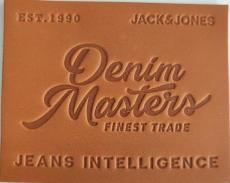 EST.1990 JACK&JONES
Denim
Masters
FINEST TRADE
JEANS INTELLIGENCE